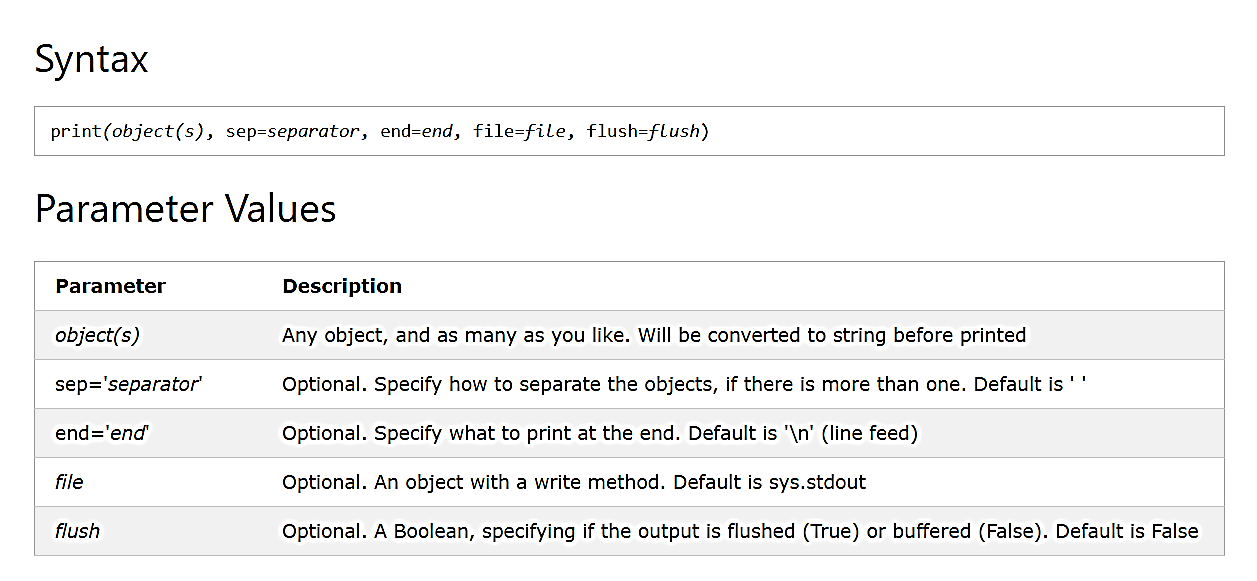 Syntax
print(object(s), sep=separator, end=end, file=file, flush=flush)
Parameter Values
Parameter Description
object(s) Any object, and as many as you like. Will be converted to string before printed
sep='separator' Optional. Specify how to separate the objects, if there is more than one. Default is ' '
end='end' Optional. Specify what to print at the end. Default is '\n' (line feed)
file Optional. An object with a write method. Default is sys.stdout
flush Optional. A Boolean, specifying if the output is flushed (True) or buffered (False). Default is False